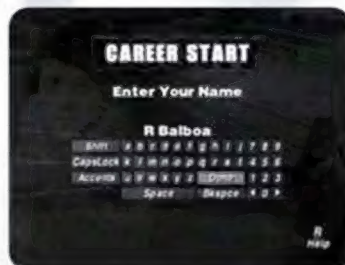 CAREER START
Enter Your Name
R Balboa
Shift a b c d e f g h i j 7 8 9
CapsLock k l m n o p q r s t 4 5 6
Accents u v w x y z Done 1 2 3
Space Bkspce 0
R
Help